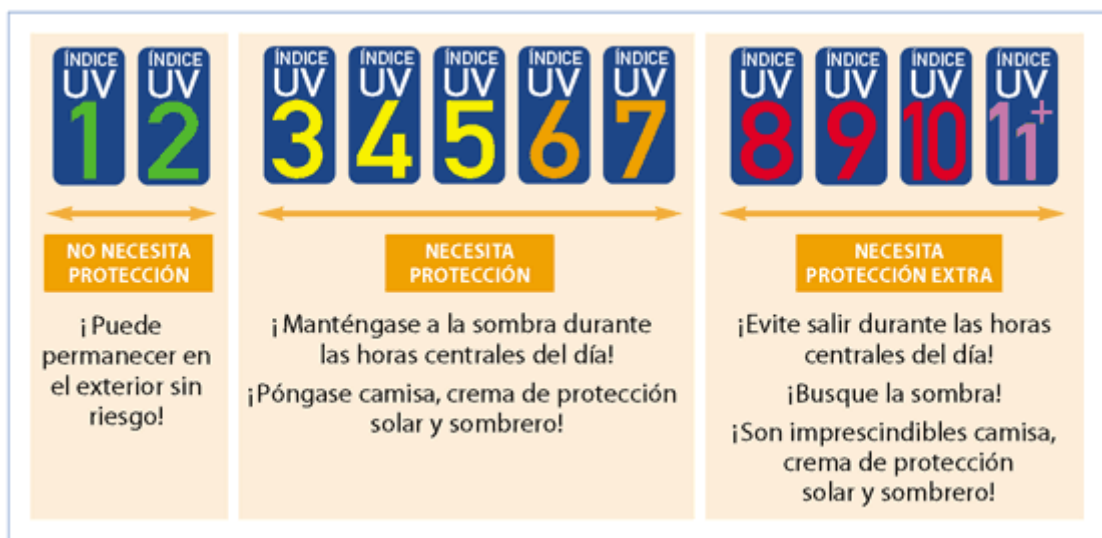 ÍNDICE
UV
1
ÍNDICE
UV
2
NO NECESITA
PROTECCIÓN
¡Puede
permanecer en
el exterior sin
riesgo!
ÍNDICE
UV
3
ÍNDICE
UV
4
ÍNDICE
UV
5
ÍNDICE
UV
6
ÍNDICE
UV
7
NECESITA
PROTECCIÓN
¡Manténgase a la sombra durante
las horas centrales del día!
¡Póngase camisa, crema de protección
solar y sombrero!
ÍNDICE
UV
8
ÍNDICE
UV
9
ÍNDICE
UV
10
ÍNDICE
UV
11+
NECESITA
PROTECCIÓN EXTRA
¡Evite salir durante las horas
centrales del día!
¡Busque la sombra!
¡Son imprescindibles camisa,
crema de protección
solar y sombrero!